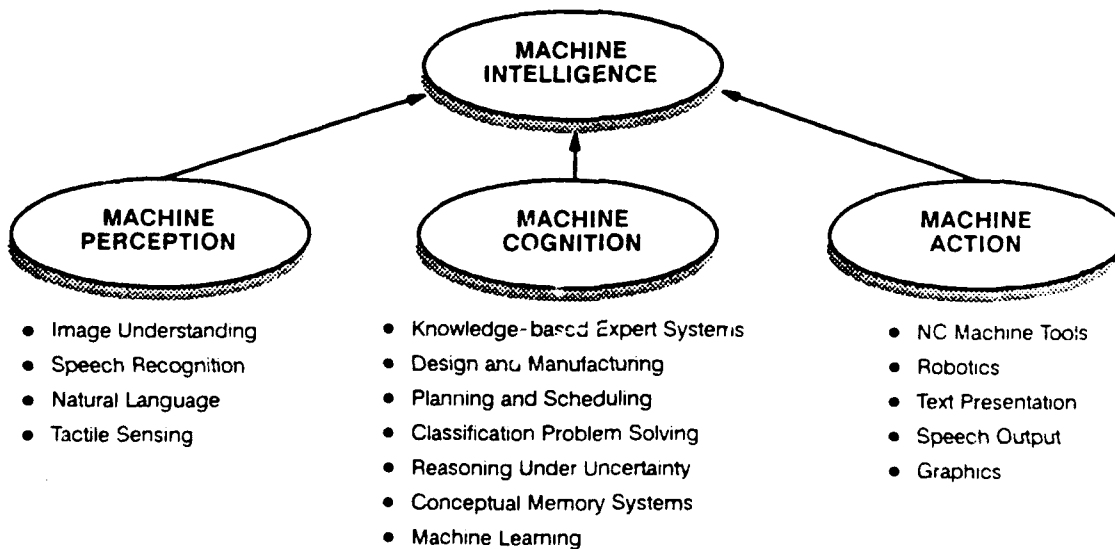 MACHINE
INTELLIGENCE
MACHINE
PERCEPTION
MACHINE
COGNITION
MACHINE
ACTION
• Image Understanding
• Speech Recognition
• Natural Language
• Tactile Sensing
• Knowledge-based Expert Systems
• Design and Manufacturing
• Planning and Scheduling
• Classification Problem Solving
• Reasoning Under Uncertainty
• Conceptual Memory Systems
• Machine Learning
• NC Machine Tools
• Robotics
• Text Presentation
• Speech Output
• Graphics